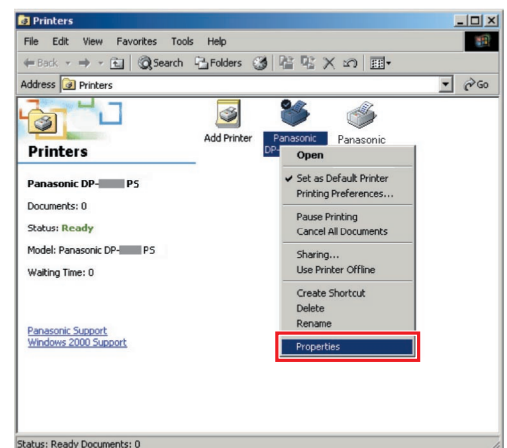 Printers
File Edit View Favorites Tools Help
Back Search Folders
Address Printers Go
Printers
Panasonic DP- PS
Documents: 0
Status: Ready
Model: Panasonic DP- PS
Waiting Time: 0
Panasonic Support
Windows 2000 Support
Add Printer
Panasonic
DP-
Panasonic
Open
Set as Default Printer
Printing Preferences...
Pause Printing
Cancel All Documents
Sharing...
Use Printer Offline
Create Shortcut
Delete
Rename
Properties
Status: Ready Documents: 0